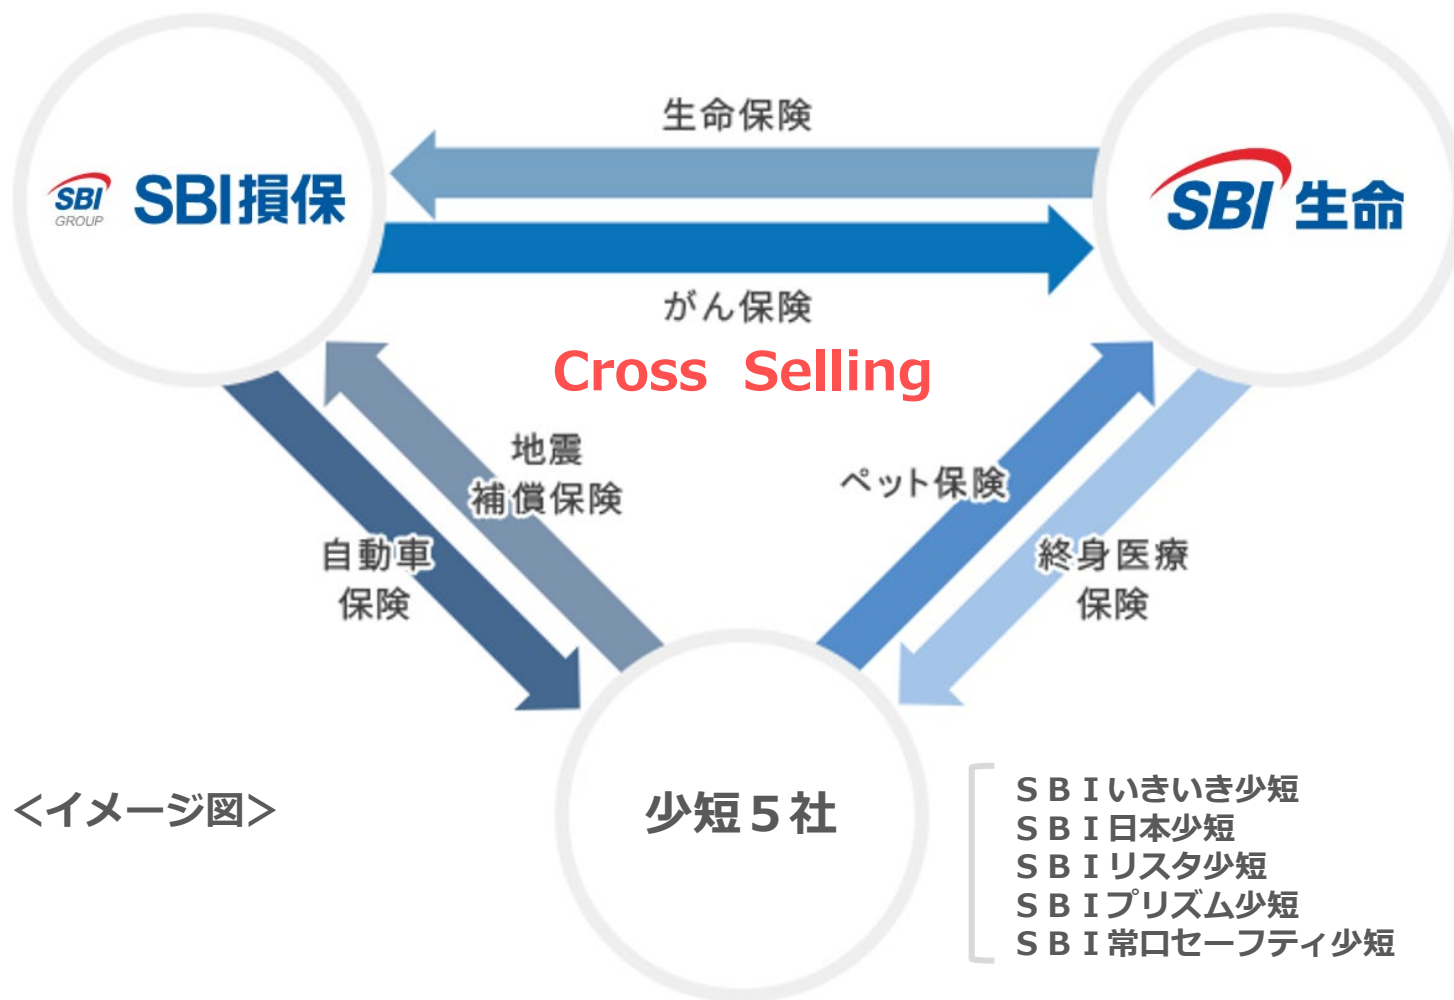 生命保険
SBI
GROUP
SBI損保
SBI生命
がん保険
Cross Selling
地震
補償保険
ペット保険
自動車
保険
終身医療
保険
<イメージ図>
少短５社
ＳＢＩいきいき少短
ＳＢＩ日本少短
ＳＢＩリスタ少短
ＳＢＩプリズム少短
ＳＢＩ常口セーフティ少短